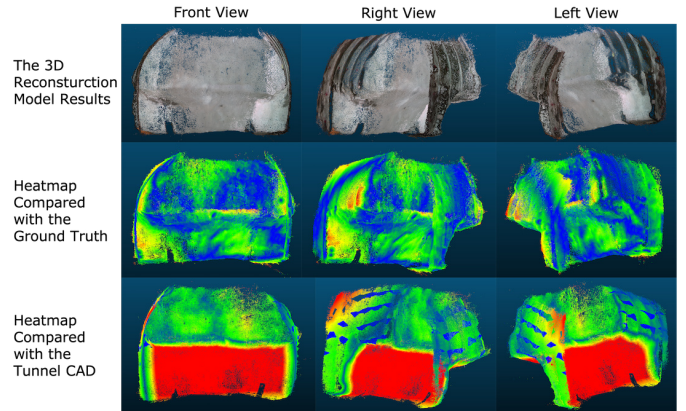 Front View
Right View
Left View
The 3D
Reconsturction
Model Results
Heatmap
Compared
with the
Ground Truth
Heatmap
Compared
with the
Tunnel CAD